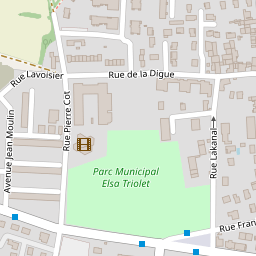 Rue Lavoisier
Rue de la Digue
Rue Pierre Cot
Avenue Jean Moulin
Rue Lakanal
Parc Municipal
Elsa Triolet
Rue Fran